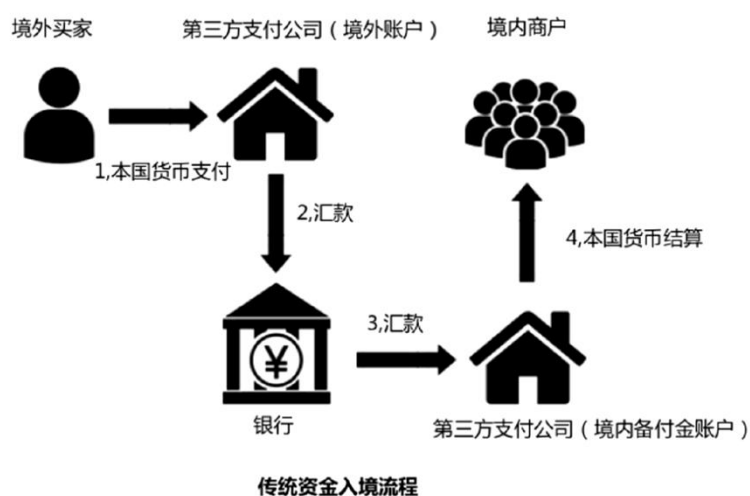 境外买家
第三方支付公司（境外账户）
境内商户
1,本国货币支付
2,汇款
4,本国货币结算
3,汇款
¥
银行
第三方支付公司（境内备付金账户）
传统资金入境流程